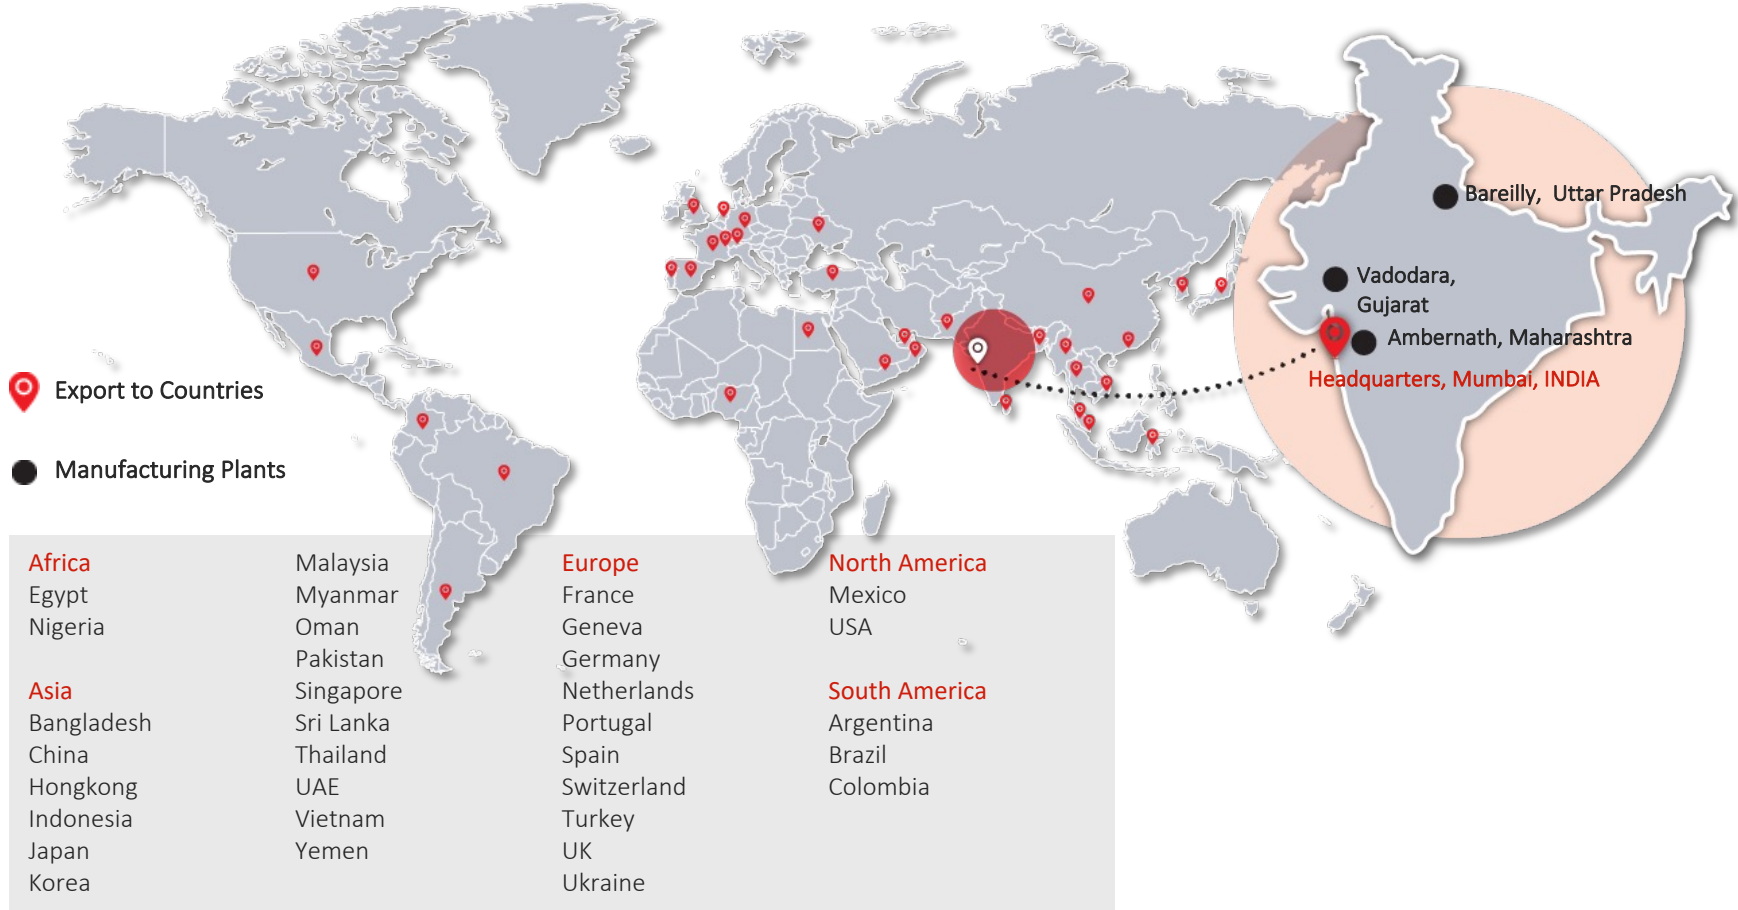 Bareilly, Uttar Pradesh
Vadodara,
Gujarat
Ambernath, Maharashtra
Headquarters, Mumbai, INDIA
Export to Countries
Manufacturing Plants
Africa
Egypt
Nigeria
Asia
Bangladesh
China
Hongkong
Indonesia
Japan
Korea
Malaysia
Myanmar
Oman
Pakistan
Singapore
Sri Lanka
Thailand
UAE
Vietnam
Yemen
Europe
France
Geneva
Germany
Netherlands
Portugal
Spain
Switzerland
Turkey
UK
Ukraine
North America
Mexico
USA
South America
Argentina
Brazil
Colombia